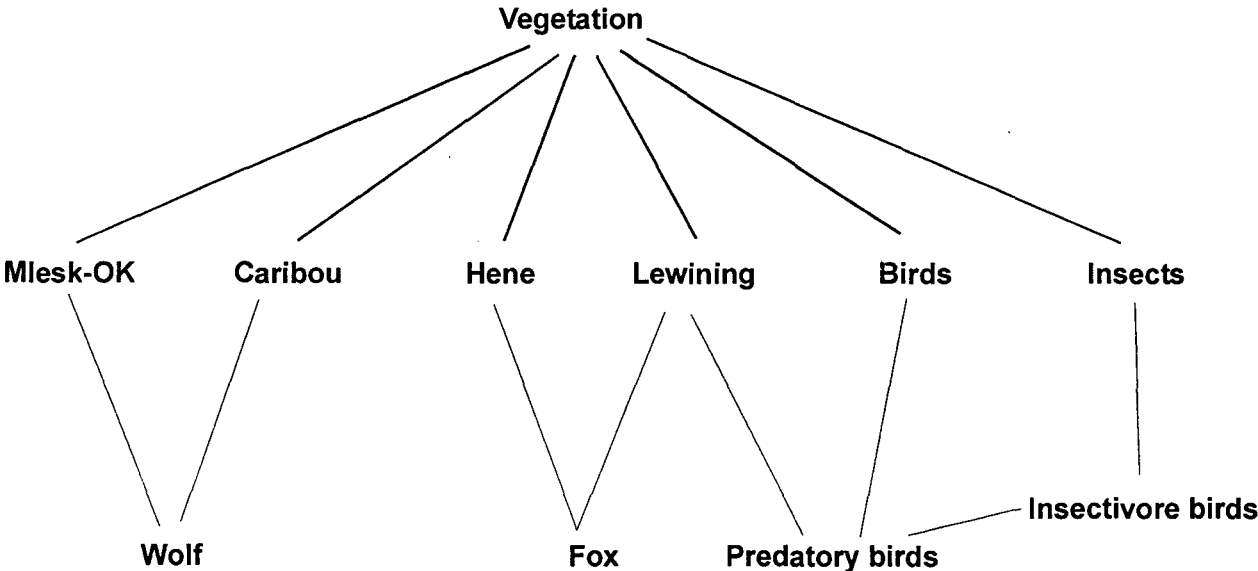 Vegetation
Mlesk-OK Caribou Hene Lewining Birds Insects
Insectivore birds
Wolf Fox Predatory birds